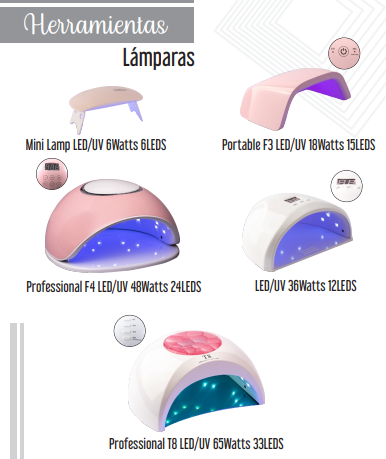 Herramientas
Lámparas
Mini Lamp LED/UV 6Watts 6LEDS
Portable F3 LED/UV 18Watts 15LEDS
Professional F4 LED/UV 48Watts 24LEDS
LED/UV 36Watts 12LEDS
Professional T8 LED/UV 65Watts 33LEDS